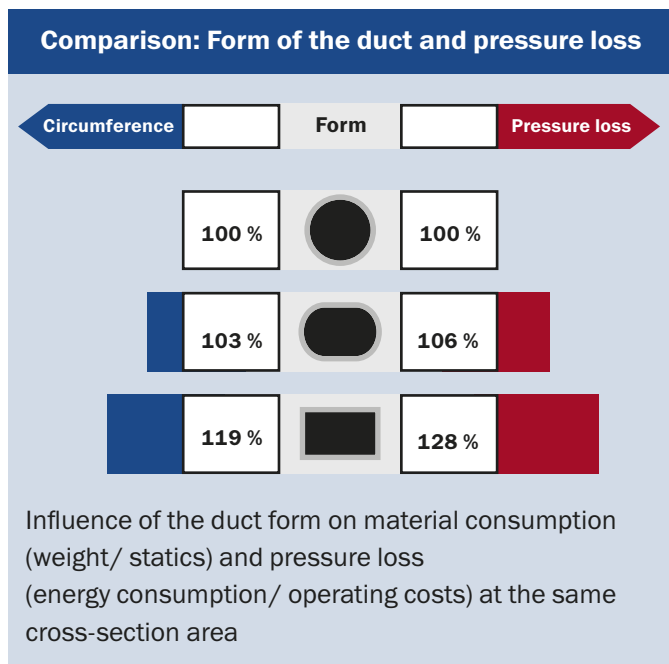 Comparison: Form of the duct and pressure loss
Circumference Form Pressure loss
100 % 100 %
103 % 106 %
119 % 128 %
Influence of the duct form on material consumption
(weight/ statics) and pressure loss
(energy consumption/ operating costs) at the same
cross-section area